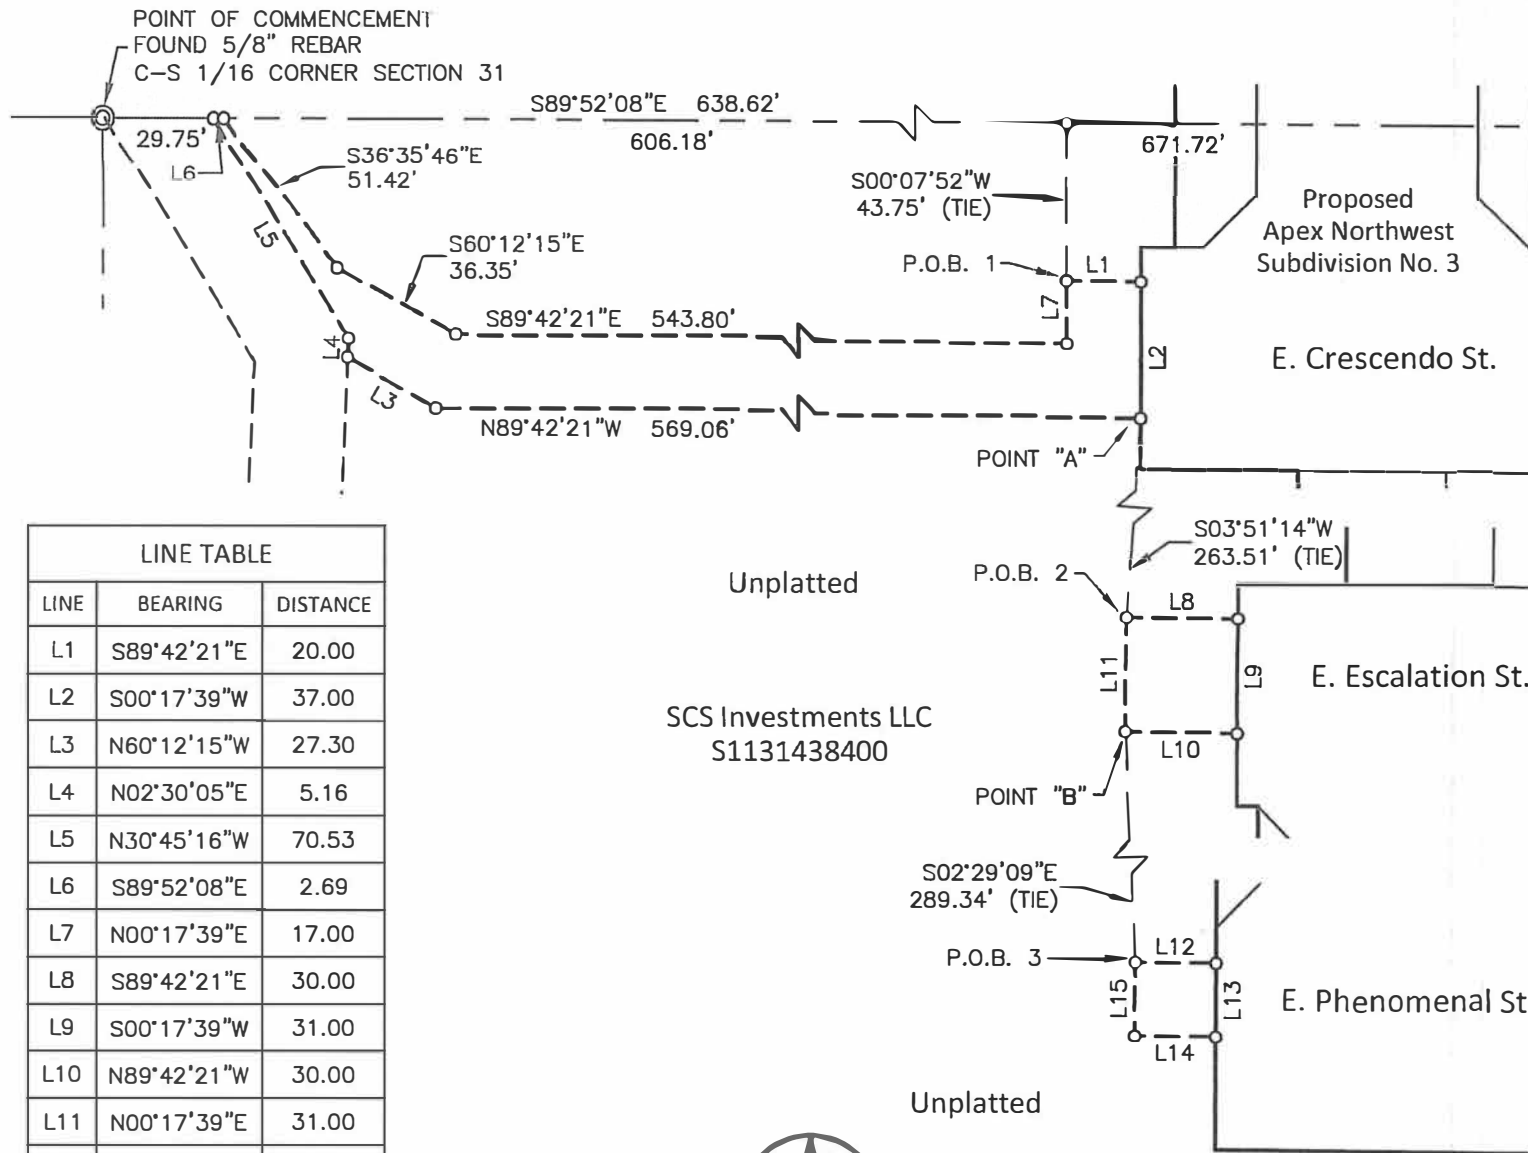 POINT OF COMMENCEMENT
FOUND 5/8" REBAR
C-S 1/16 CORNER SECTION 31
S89°52'08"E 638.62'
29.75'
606.18'
671.72'
L6
S36°35'46"E
51.42'
L5
S00°07'52"W
43.75' (TIE)
Proposed
Apex Northwest
Subdivision No. 3
S60°12'15"E
36.35'
P.O.B. 1
L1
L7
S89°42'21"E 543.80'
L4
L2
E. Crescendo St.
L3
N89°42'21"W 569.06'
POINT "A"
S03°51'14"W
263.51' (TIE)
LINE TABLE
LINE BEARING DISTANCE
L1 S89°42'21"E 20.00
L2 S00°17'39"W 37.00
L3 N60°12'15"W 27.30
L4 N02°30'05"E 5.16
L5 N30°45'16"W 70.53
L6 S89°52'08"E 2.69
L7 N00°17'39"E 17.00
L8 S89°42'21"E 30.00
L9 S00°17'39"W 31.00
L10 N89°42'21"W 30.00
L11 N00°17'39"E 31.00
Unplatted
P.O.B. 2
L8
L11
L9
E. Escalation St.
SCS Investments LLC
S1131438400
L10
POINT "B"
S02°29'09"E
289.34' (TIE)
P.O.B. 3
L12
L15
L13
E. Phenomenal St
L14
Unplatted